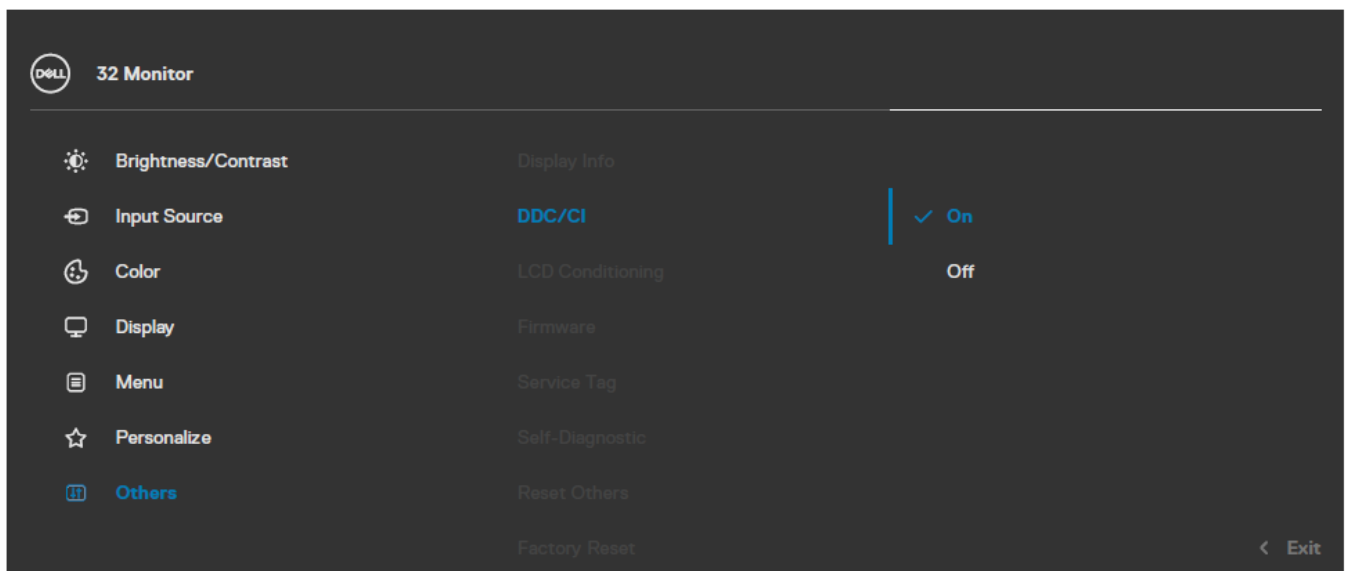 DELL 32 Monitor
Brightness/Contrast Display Info
Input Source DDC/CI On
Color LCD Conditioning Off
Display Firmware
Menu Service Tag
Personalize Self-Diagnostic
Others Reset Others
Factory Reset < Exit